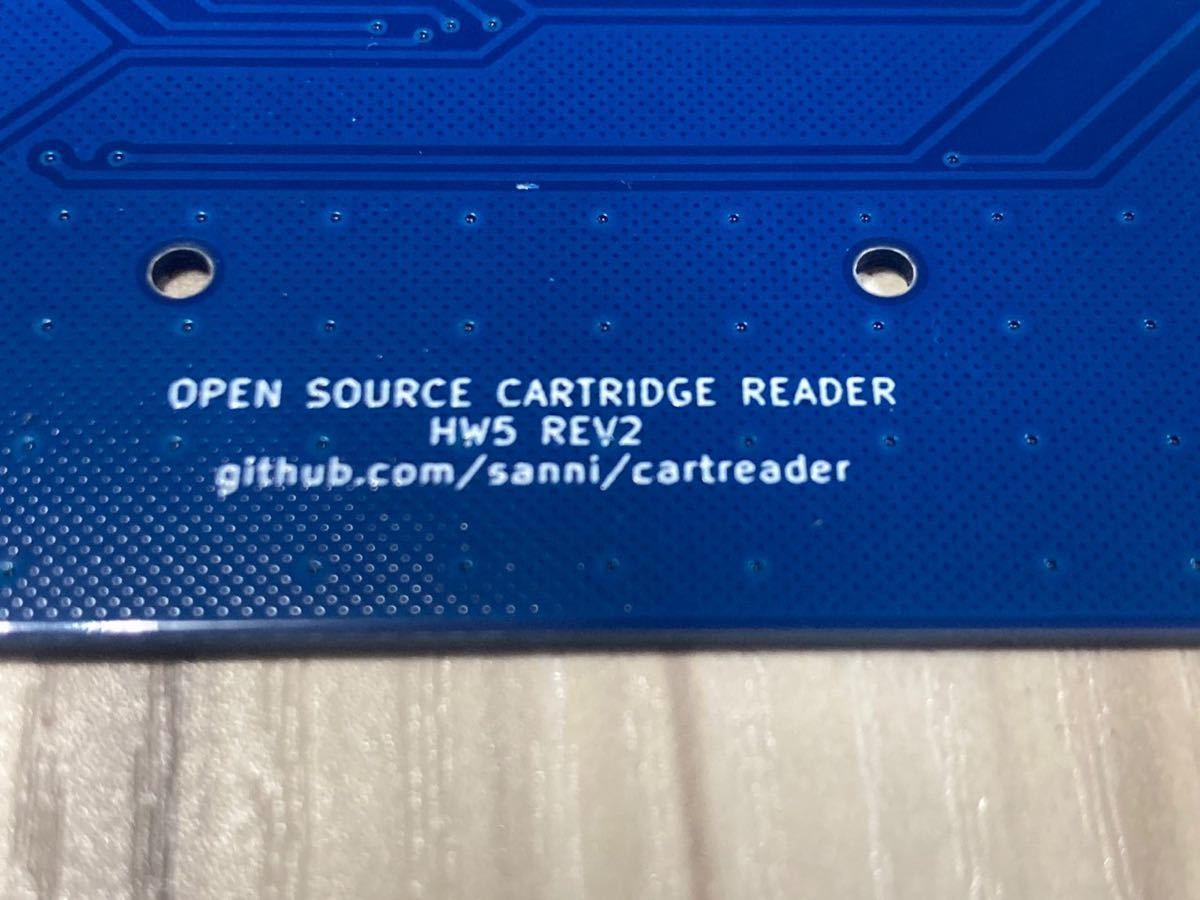 OPEN SOURCE CARTRIDGE READER
HW5 REV2
github.com/sanni/cartreader